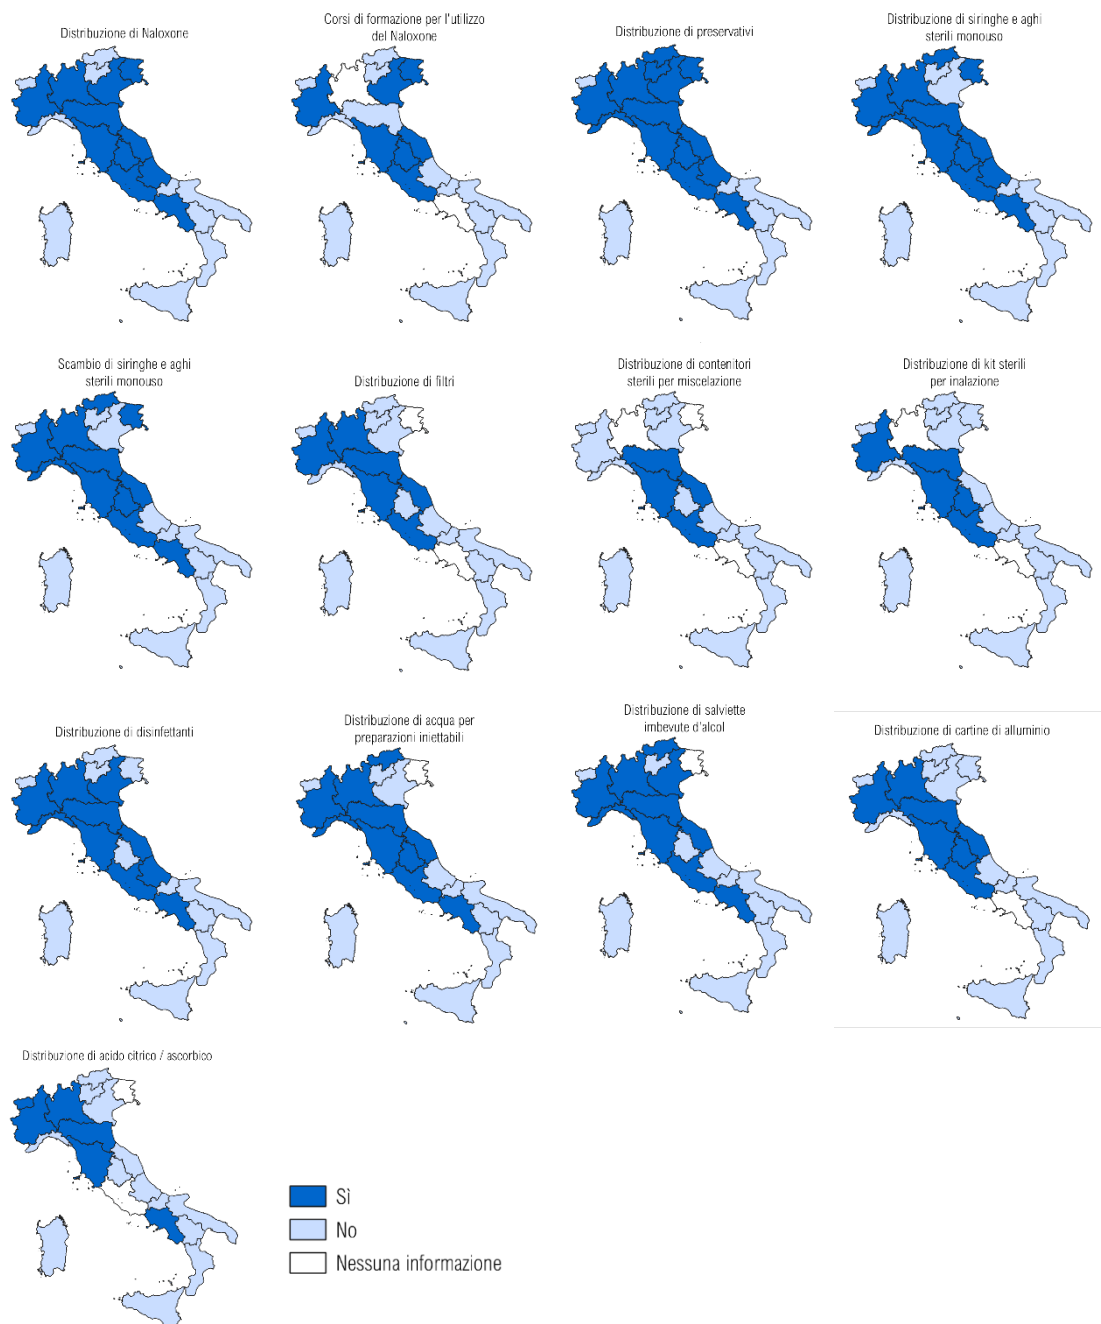 Distribuzione di Naloxone
Corsi di formazione per l'utilizzo
del Naloxone
Distribuzione di preservativi
Distribuzione di siringhe e aghi
sterili monouso
Scambio di siringhe e aghi
sterili monouso
Distribuzione di filtri
Distribuzione di contenitori
sterili per miscelazione
Distribuzione di kit sterili
per inalazione
Distribuzione di disinfettanti
Distribuzione di acqua per
preparazioni iniettabili
Distribuzione di salviette
imbevute d'alcol
Distribuzione di cartine di alluminio
Distribuzione di acido citrico / ascorbico
Sì
No
Nessuna informazione